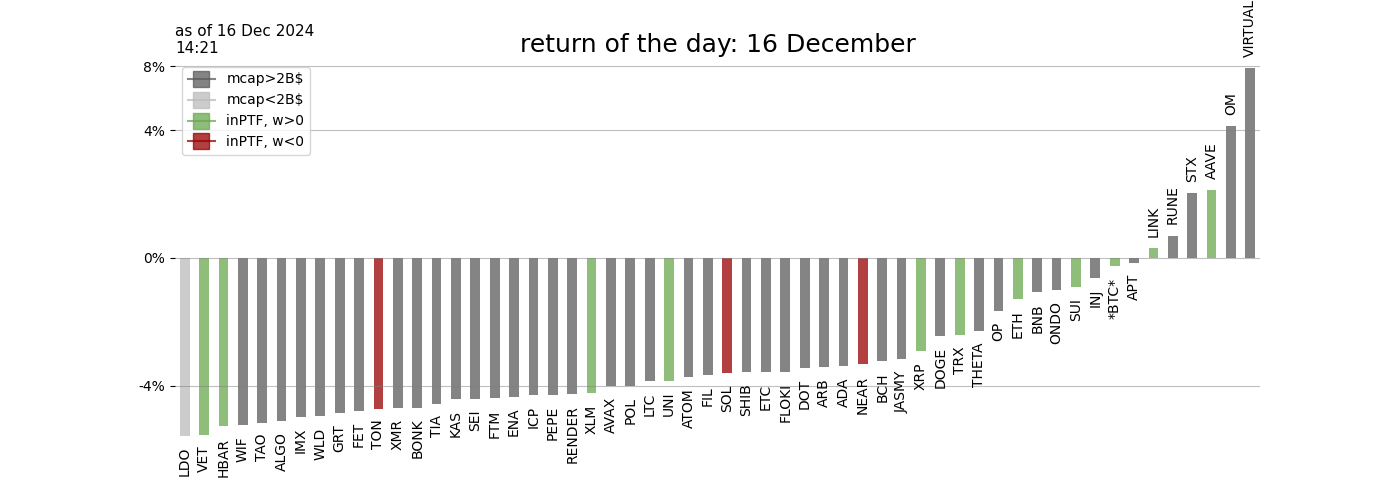 as of 16 Dec 2024
14:21
return of the day: 16 December
8%
4%
0%
-4%
mcap>2B$
mcap<2B$
inPTF, w>0
inPTF, w<0
LDO
VET
HBAR
WIF
TAO
ALGO
IMX
WLD
GRT
FET
TON
XMR
BONK
TIA
KAS
SEI
FTM
ENA
ICP
PEPE
RENDER
XLM
AVAX
POL
LTC
UNI
ATOM
FIL
SOL
SHIB
ETC
FLOKI
DOT
ARB
ADA
NEAR
BCH
JASMY
XRP
DOGE
TRX
THETA
OP
ETH
BNB
ONDO
SUI
INJ
*BTC*
APT
LINK
RUNE
STX
AAVE
OM
VIRTUAL